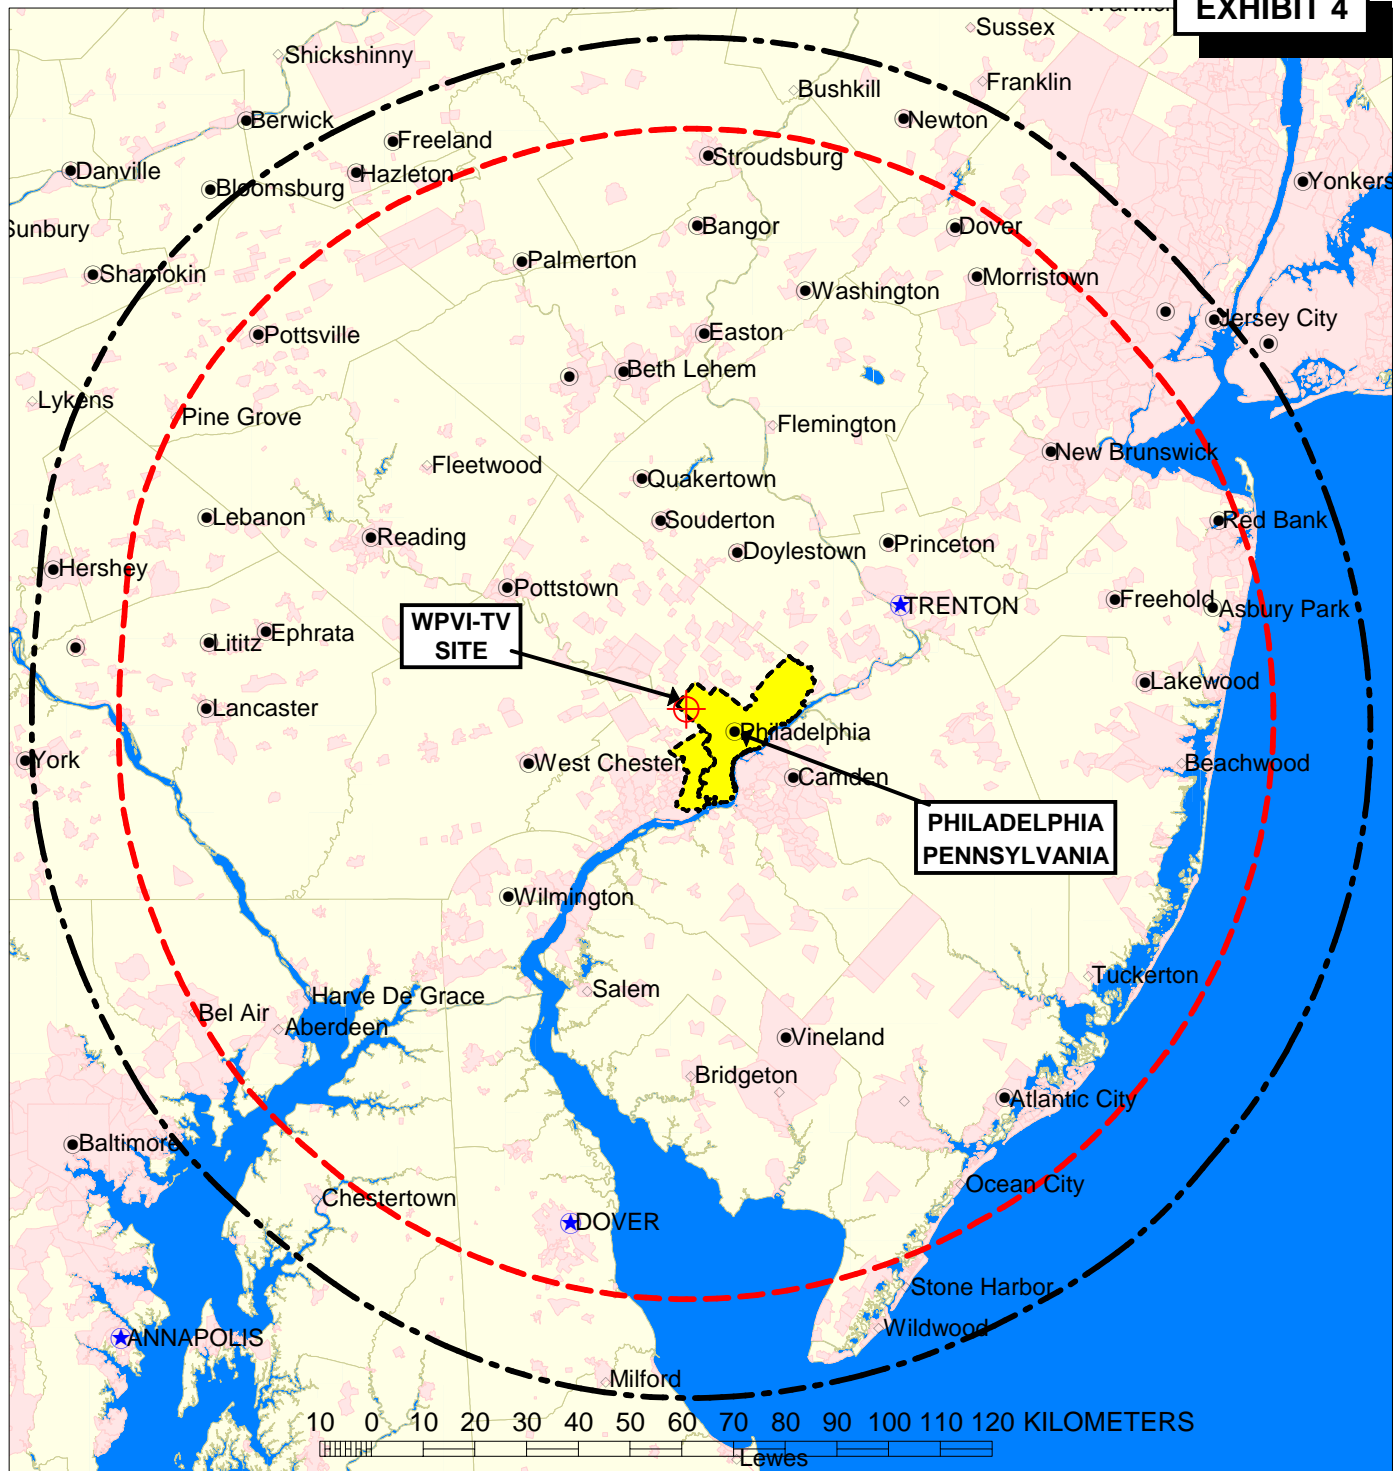 EXHIBIT 4
Sussex
Shickshinny
Franklin
Bushkill
Berwick
Newton
Freeland
Stroudsburg
Danville
Hazleton
Yonkers
Bloomsburg
Bangor
Dover
Sunbury
Palmerton
Shamokin
Morristown
Washington
Jersey City
Pottsville
Easton
Beth Lehem
Lykens
Pine Grove
Flemington
New Brunswick
Fleetwood
Quakertown
Lebanon
Souderton
Red Bank
Reading
Princeton
Doylestown
Hershey
Pottstown
Freehold
TRENTON
Asbury Park
WPVI-TV
SITE
Ephrata
Lititz
Lakewood
Lancaster
Philadelphia
York
West Chester
Beachwood
Camden
PHILADELPHIA
PENNSYLVANIA
Wilmington
Tuckerton
Salem
Harve De Grace
Bel Air
Aberdeen
Vineland
Bridgeton
Atlantic City
Baltimore
Ocean City
Chestertown
DOVER
Stone Harbor
Wildwood
ANNAPOLIS
Milford
10 0 10 20 30 40 50 60 70 80 90 100 110 120 KILOMETERS
Lewes